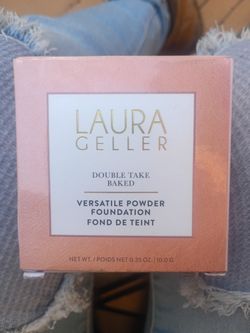 LAURA
GELLER
DOUBLE TAKE
BAKED
VERSATILE POWDER
FOUNDATION
FOND DE TEINT
NET WT. / POIDS NET 0.35 OZ. / 10.0 G